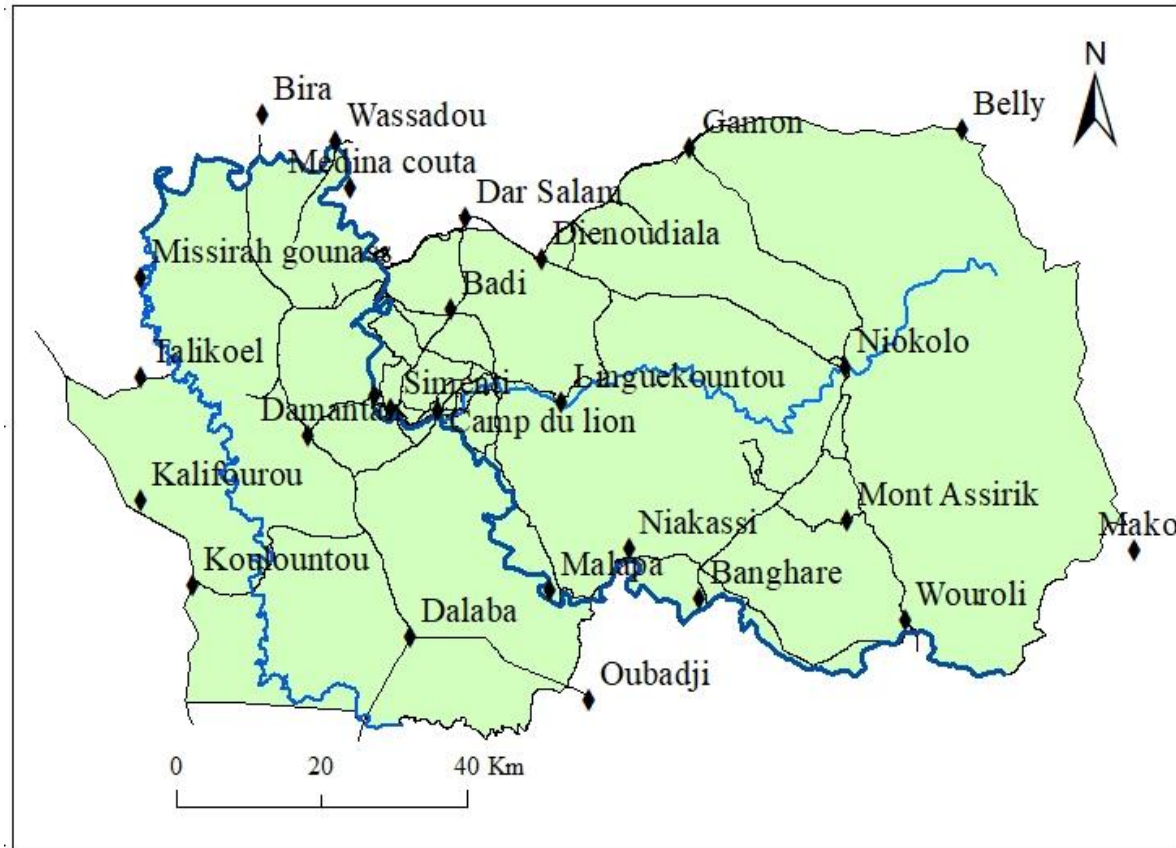 N
Bira
Belly
Wassadou
Gamon
Medina couta
Dar Salam
Dienoudiala
Missirah gounass
Badi
Niokolo
Talikoel
Simenti
Linguekountou
Damantan
Camp du lion
Kalifourou
Mont Assirik
Niakassi
Mako
Koulountou
Malapa
Banghare
Wouroli
Dalaba
Oubadji
0 20 40 Km